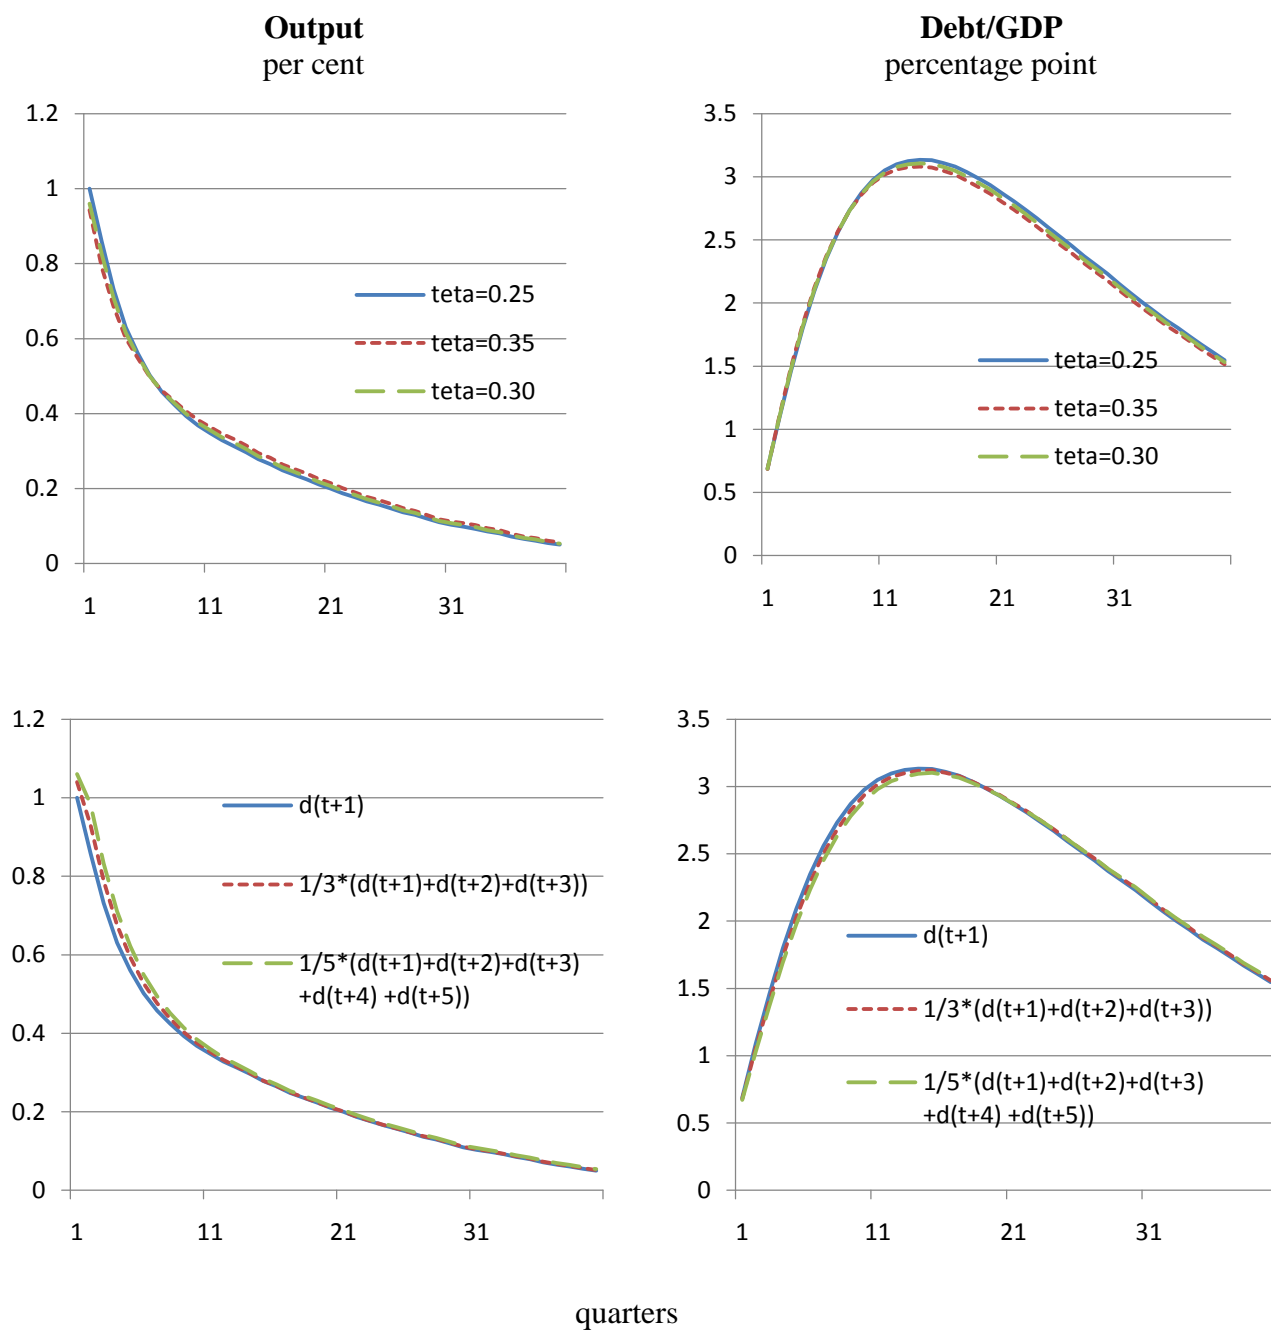 Output
per cent
Debt/GDP
percentage point
1.2
1
0.8
0.6
0.4
0.2
0
1
11
21
31
teta=0.25
teta=0.35
teta=0.30
3.5
3
2.5
2
1.5
1
0.5
0
1
11
21
31
teta=0.25
teta=0.35
teta=0.30
1.2
1
0.8
0.6
0.4
0.2
0
1
11
21
31
d(t+1)
1/3*(d(t+1)+d(t+2)+d(t+3))
1/5*(d(t+1)+d(t+2)+d(t+3)
+d(t+4) +d(t+5))
3.5
3
2.5
2
1.5
1
0.5
0
1
11
21
31
d(t+1)
1/3*(d(t+1)+d(t+2)+d(t+3))
1/5*(d(t+1)+d(t+2)+d(t+3)
+d(t+4) +d(t+5))
quarters